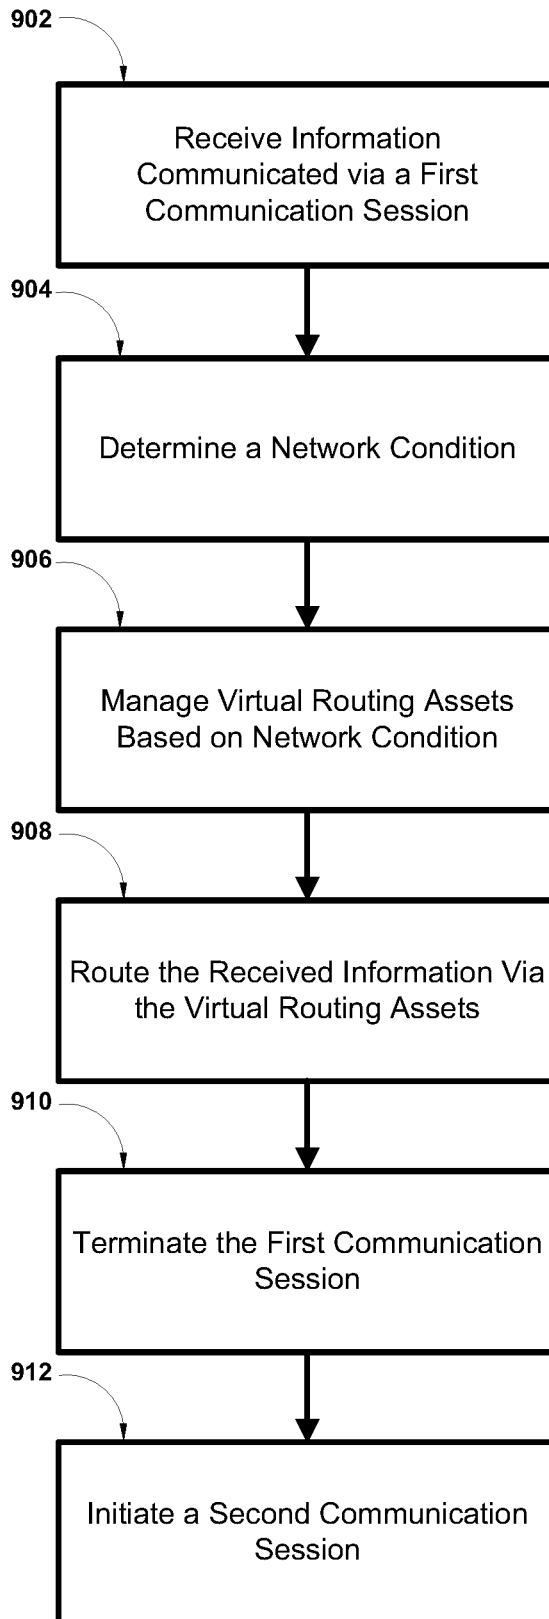 902
Receive Information
Communicated via a First
Communication Session
904
Determine a Network Condition
906
Manage Virtual Routing Assets
Based on Network Condition
908
Route the Received Information Via
the Virtual Routing Assets
910
Terminate the First Communication
Session
912
Initiate a Second Communication
Session